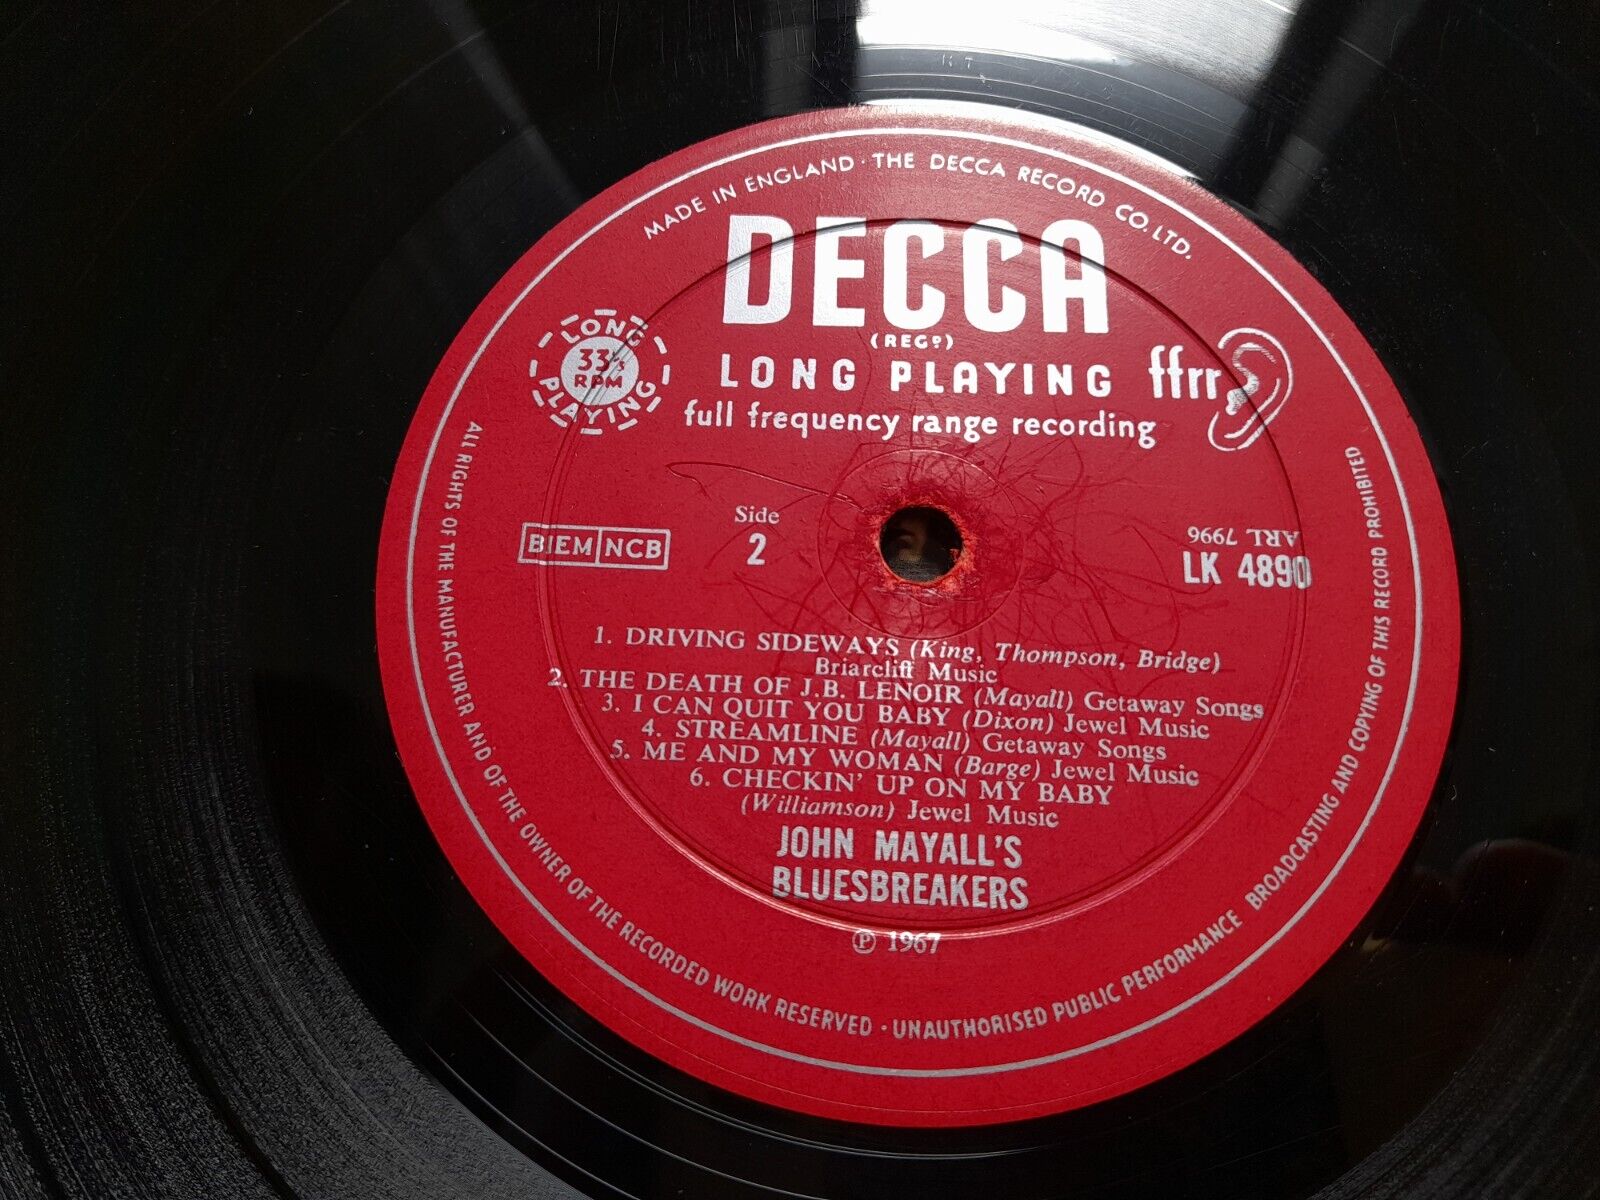 MADE IN ENGLAND · THE DECCA RECORD CO. LTD.
DECCA
(REGD)
LONG PLAYING
ffrr
full frequency range recording
LONG
33⅓
RPM
PLAYING
BIEM NCB
Side
2
ARL 7996
LK 4890
1. DRIVING SIDEWAYS (King, Thompson, Bridge)
Briarcliff Music
2. THE DEATH OF J.B. LENOIR (Mayall) Getaway Songs
3. I CAN QUIT YOU BABY (Dixon) Jewel Music
4. STREAMLINE (Mayall) Getaway Songs
5. ME AND MY WOMAN (Barge) Jewel Music
6. CHECKIN' UP ON MY BABY
(Williamson) Jewel Music
JOHN MAYALL'S
BLUESBREAKERS
℗ 1967
ALL RIGHTS OF THE MANUFACTURER AND OF THE OWNER OF THE RECORDED WORK RESERVED · UNAUTHORISED PUBLIC PERFORMANCE BROADCASTING AND COPYING OF THIS RECORD PROHIBITED